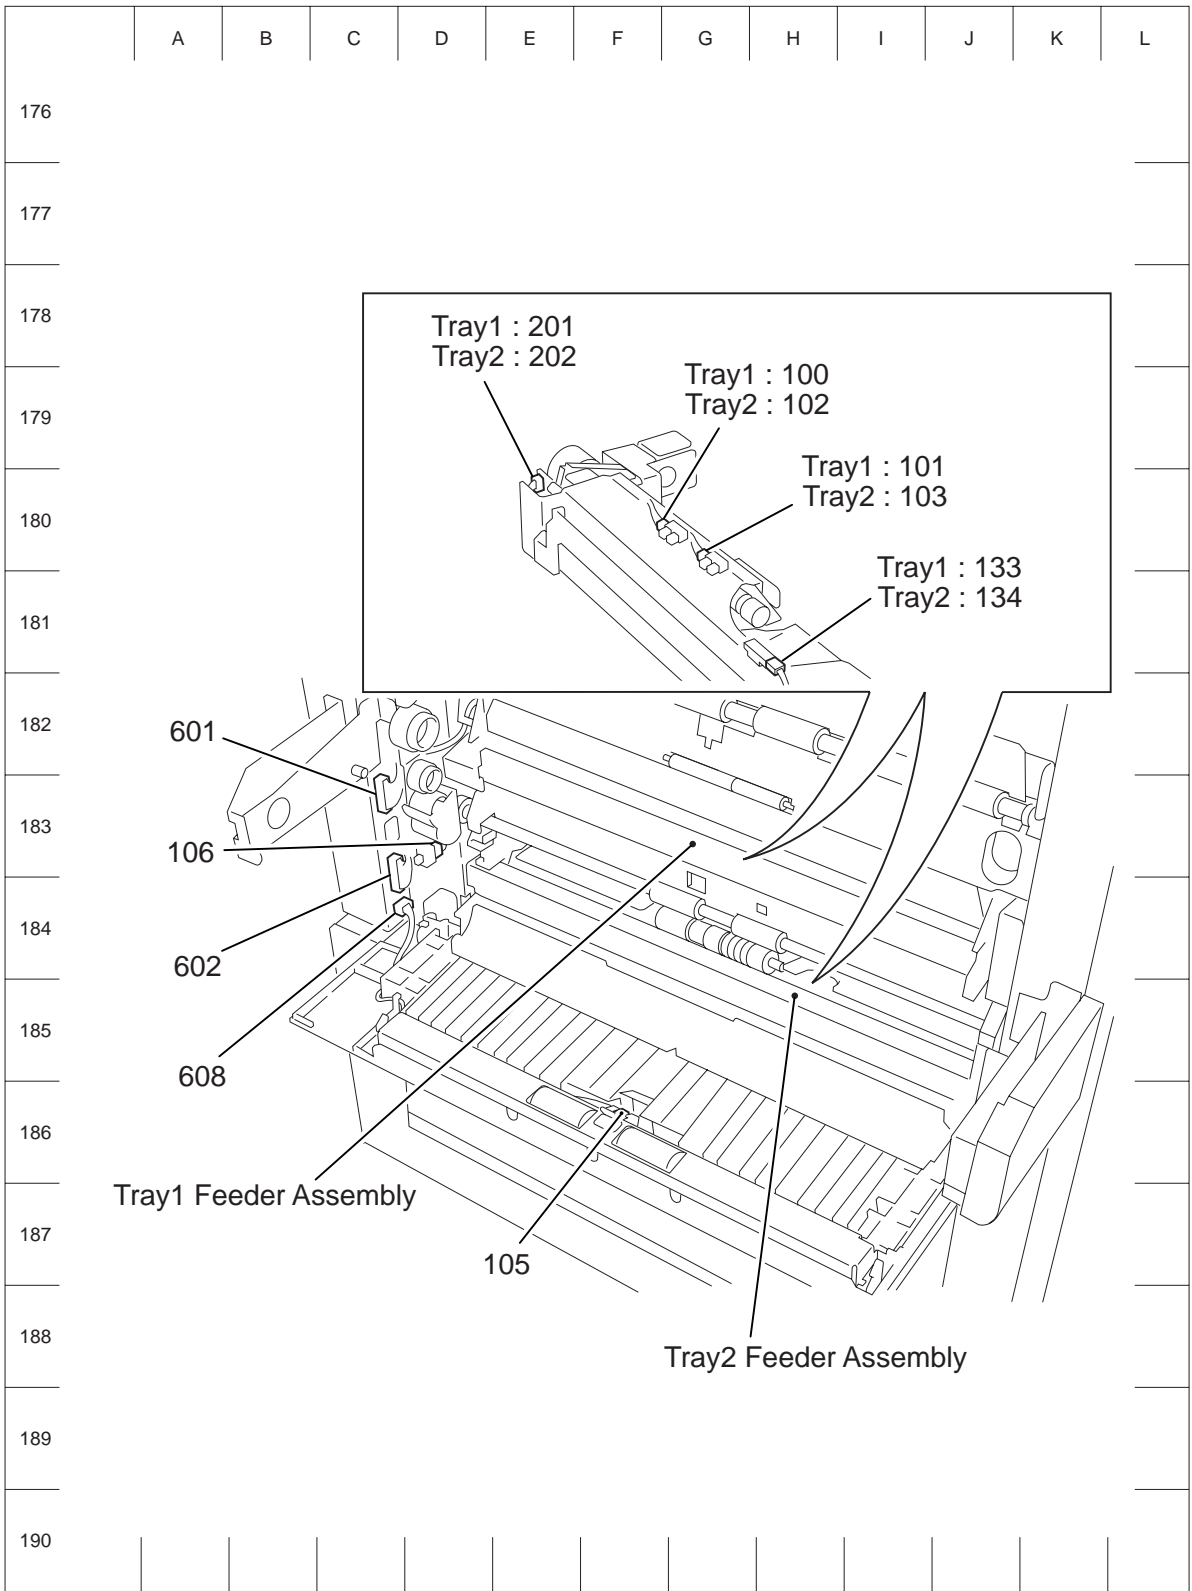 A B C D E F G H I J K L
176
177
178
Tray1 : 201
Tray2 : 202
Tray1 : 100
Tray2 : 102
179
Tray1 : 101
Tray2 : 103
180
Tray1 : 133
Tray2 : 134
181
182
601
183
106
184
602
185
608
186
Tray1 Feeder Assembly
187
105
188
Tray2 Feeder Assembly
189
190